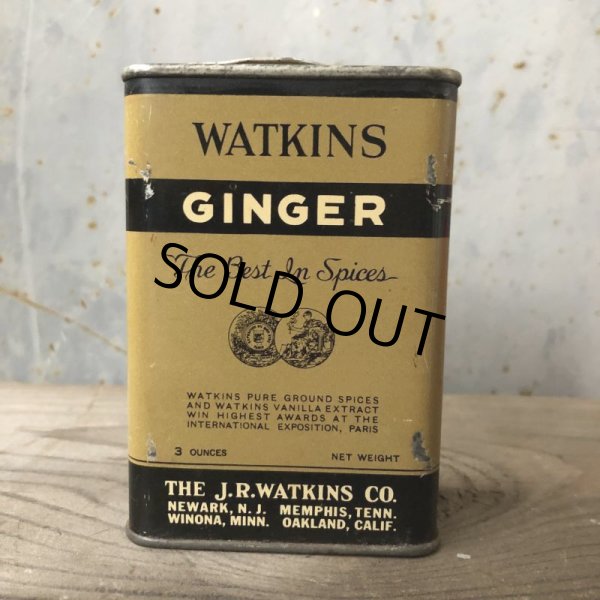 WATKINS
GINGER
The Best In Spices
SOLD OUT
WATKINS PURE GROUND SPICES
AND WATKINS VANILLA EXTRACT
WIN HIGHEST AWARDS AT THE
INTERNATIONAL EXPOSITION, PARIS
3 OUNCES NET WEIGHT
THE J.R.WATKINS CO.
NEWARK, N. J. MEMPHIS, TENN.
WINONA, MINN. OAKLAND, CALIF.